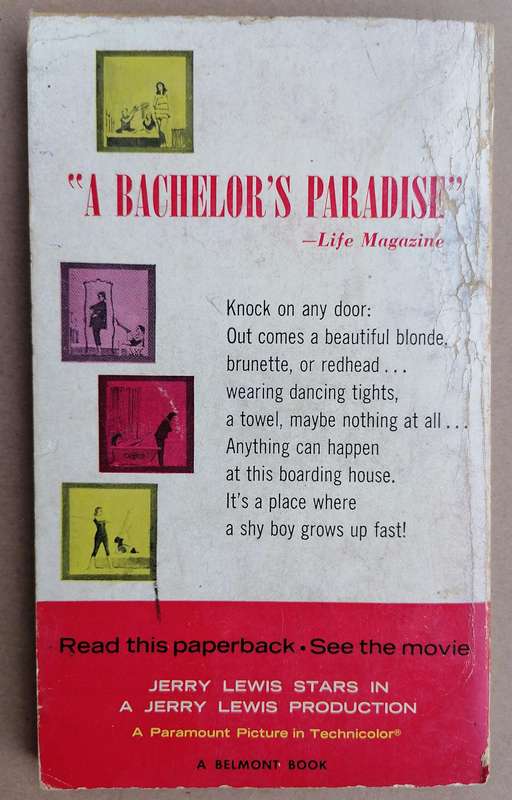 "A BACHELOR'S PARADISE"
—Life Magazine
Knock on any door:
Out comes a beautiful blonde,
brunette, or redhead...
wearing dancing tights,
a towel, maybe nothing at all...
Anything can happen
at this boarding house.
It's a place where
a shy boy grows up fast!
Read this paperback • See the movie
JERRY LEWIS STARS IN
A JERRY LEWIS PRODUCTION
A Paramount Picture in Technicolor®
A BELMONT BOOK